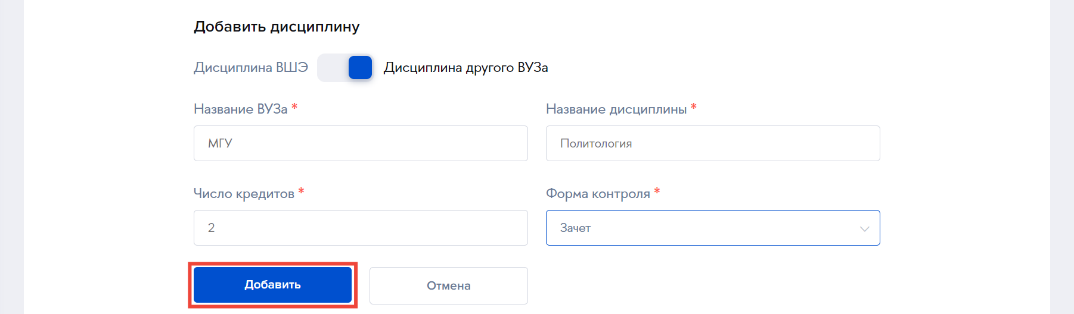 Добавить дисциплину
Дисциплина ВШЭ Дисциплина другого ВУЗа
Название ВУЗа * Название дисциплины *
МГУ Политология
Число кредитов * Форма контроля *
2 Зачет
Добавить Отмена